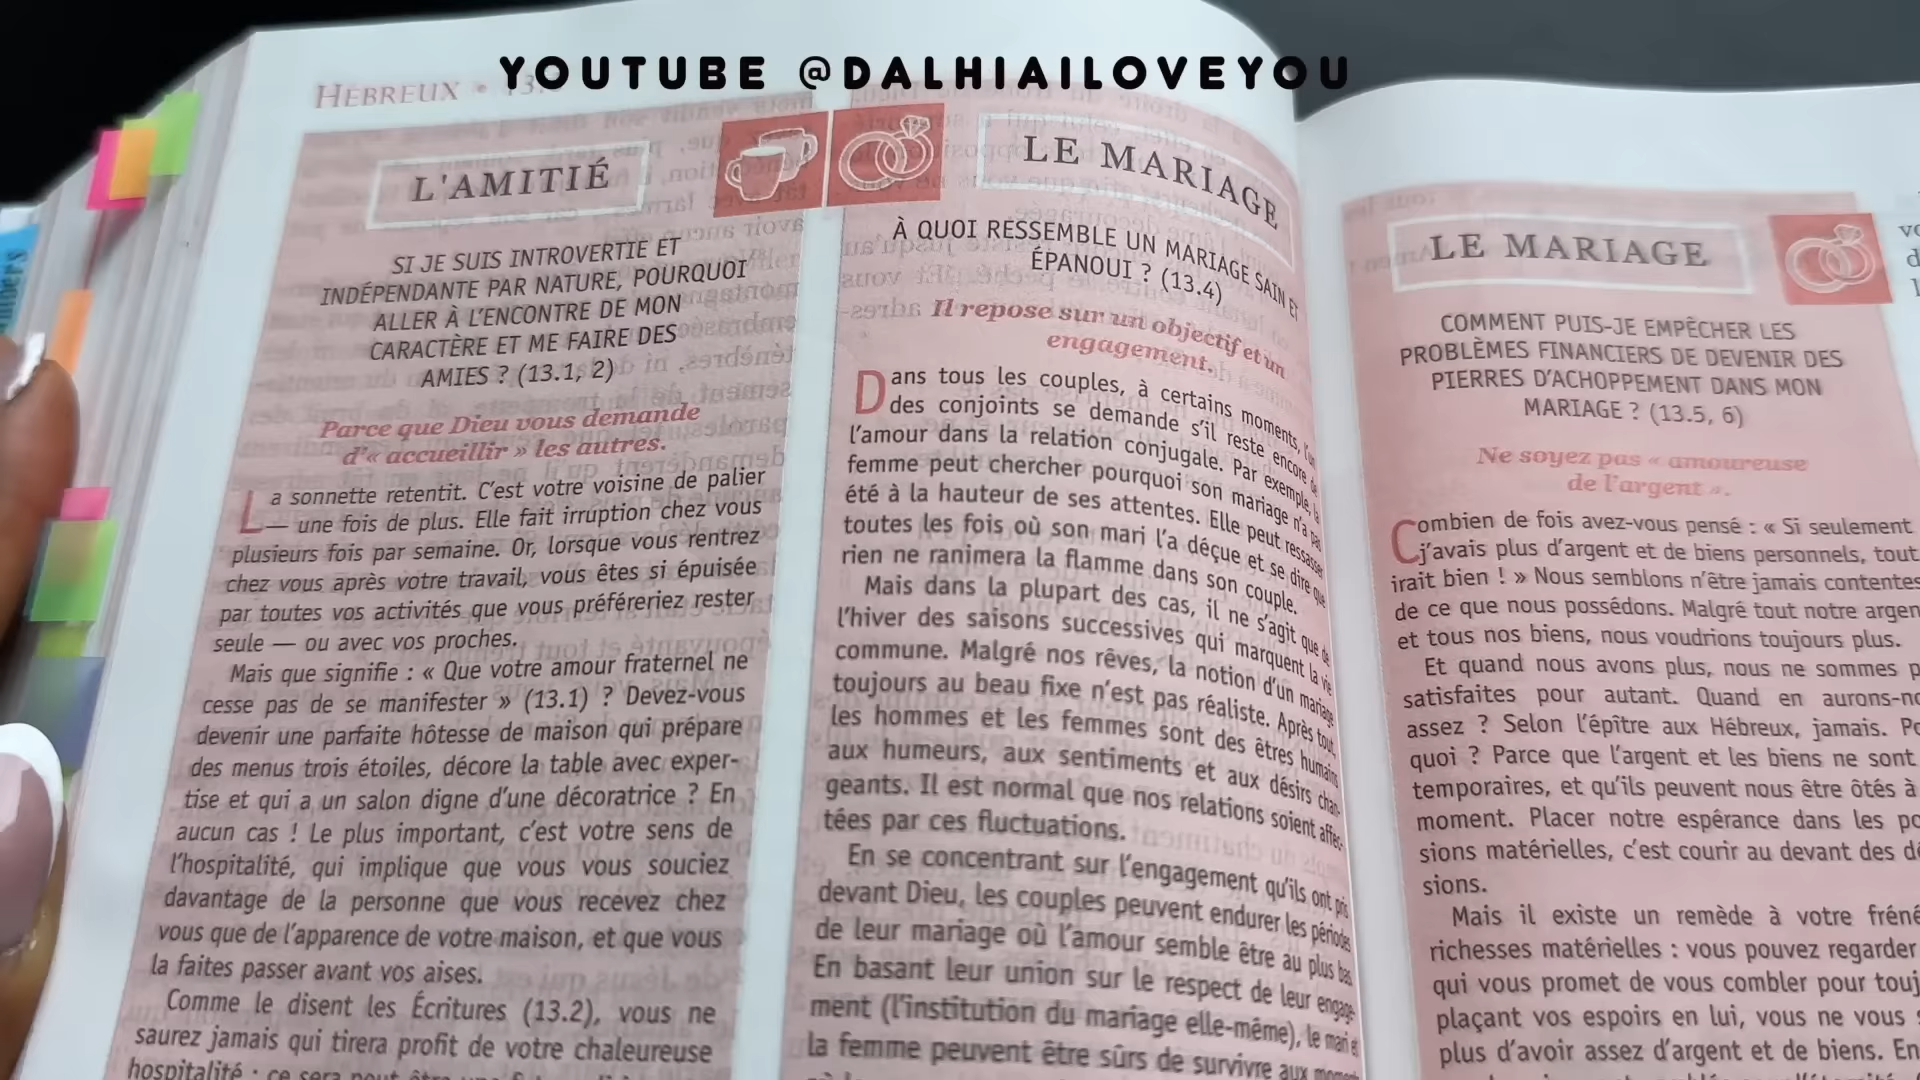 YOUTUBE @DALHIAILOVEYOU
HÉBREUX • 13.
L'AMITIÉ
SI JE SUIS INTROVERTIE ET
INDÉPENDANTE PAR NATURE, POURQUOI
ALLER À L'ENCONTRE DE MON
CARACTÈRE ET ME FAIRE DES
AMIES ? (13.1, 2)
Parce que Dieu vous demande
d'« accueillir » les autres.
La sonnette retentit. C'est votre voisine de palier
— une fois de plus. Elle fait irruption chez vous
plusieurs fois par semaine. Or, lorsque vous rentrez
chez vous après votre travail, vous êtes si épuisée
par toutes vos activités que vous préféreriez rester
seule — ou avec vos proches.
Mais que signifie : « Que votre amour fraternel ne
cesse pas de se manifester » (13.1) ? Devez-vous
devenir une parfaite hôtesse de maison qui prépare
des menus trois étoiles, décore la table avec exper-
tise et qui a un salon digne d'une décoratrice ? En
aucun cas ! Le plus important, c'est votre sens de
l'hospitalité, qui implique que vous vous souciez
davantage de la personne que vous recevez chez
vous que de l'apparence de votre maison, et que vous
la faites passer avant vos aises.
Comme le disent les Écritures (13.2), vous ne
saurez jamais qui tirera profit de votre chaleureuse
hospitalité
LE MARIAGE
À QUOI RESSEMBLE UN MARIAGE SAIN ET
ÉPANOUI ? (13.4)
Il repose sur un objectif et un
engagement.
Dans tous les couples, à certains moments, l'un
des conjoints se demande s'il reste encore de
l'amour dans la relation conjugale. Par exemple, la
femme peut chercher pourquoi son mariage n'a pas
été à la hauteur de ses attentes. Elle peut ressasser
toutes les fois où son mari l'a déçue et se dire que
rien ne ranimera la flamme dans son couple.
Mais dans la plupart des cas, il ne s'agit que de
l'hiver des saisons successives qui marquent la vie
commune. Malgré nos rêves, la notion d'un mariage
toujours au beau fixe n'est pas réaliste. Après tout,
les hommes et les femmes sont des êtres humains
aux humeurs, aux sentiments et aux désirs chan-
geants. Il est normal que nos relations soient affec-
tées par ces fluctuations.
En se concentrant sur l'engagement qu'ils ont pris
devant Dieu, les couples peuvent endurer les périodes
de leur mariage où l'amour semble être au plus bas
En basant leur union sur le respect de leur engage-
ment (l'institution du mariage elle-même), le mari et
la femme peuvent être sûrs de survivre aux
LE MARIAGE
COMMENT PUIS-JE EMPÊCHER LES
PROBLÈMES FINANCIERS DE DEVENIR DES
PIERRES D'ACHOPPEMENT DANS MON
MARIAGE ? (13.5, 6)
Ne soyez pas « amoureuse
de l'argent ».
Combien de fois avez-vous pensé : « Si seulement
j'avais plus d'argent et de biens personnels, tout
irait bien ! » Nous semblons n'être jamais contentes
de ce que nous possédons. Malgré tout notre argen
et tous nos biens, nous voudrions toujours plus.
Et quand nous avons plus, nous ne sommes p
satisfaites pour autant. Quand en aurons-no
assez ? Selon l'épître aux Hébreux, jamais. Po
quoi ? Parce que l'argent et les biens ne sont
temporaires, et qu'ils peuvent nous être ôtés à
moment. Placer notre espérance dans les po
sions matérielles, c'est courir au devant des dé
sions.
Mais il existe un remède à votre fréné
richesses matérielles : vous pouvez regarder
qui vous promet de vous combler pour touj
plaçant vos espoirs en lui, vous ne vous s
plus d'avoir assez d'argent et de biens. En